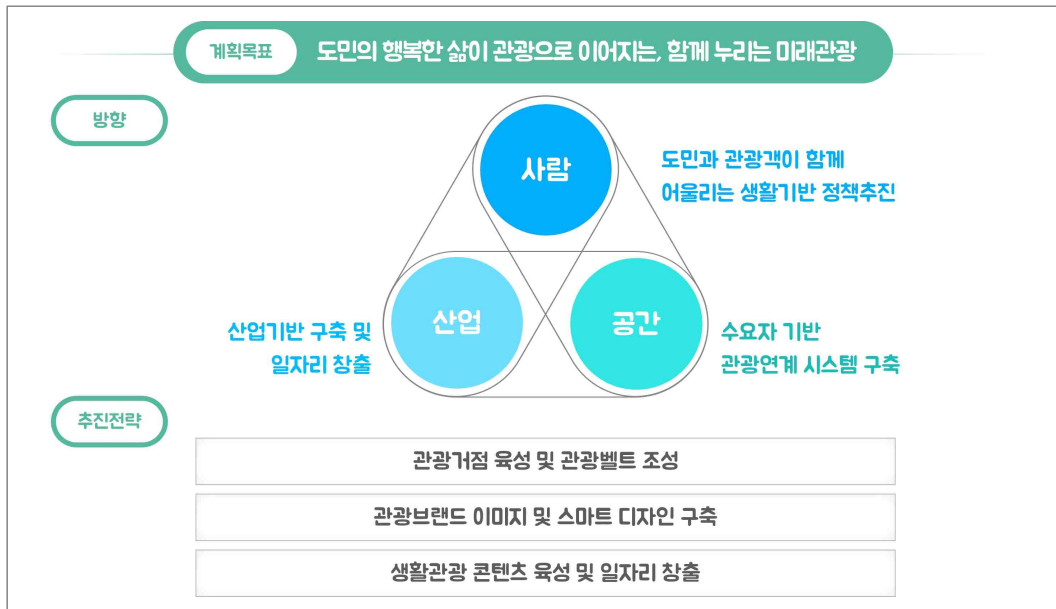 계획목표
도민의 행복한 삶이 관광으로 이어지는, 함께 누리는 미래관광
방향
사람
도민과 관광객이 함께
어울리는 생활기반 정책추진
산업
산업기반 구축 및
일자리 창출
공간
수요자 기반
관광연계 시스템 구축
추진전략
관광거점 육성 및 관광벨트 조성
관광브랜드 이미지 및 스마트 디자인 구축
생활관광 콘텐츠 육성 및 일자리 창출